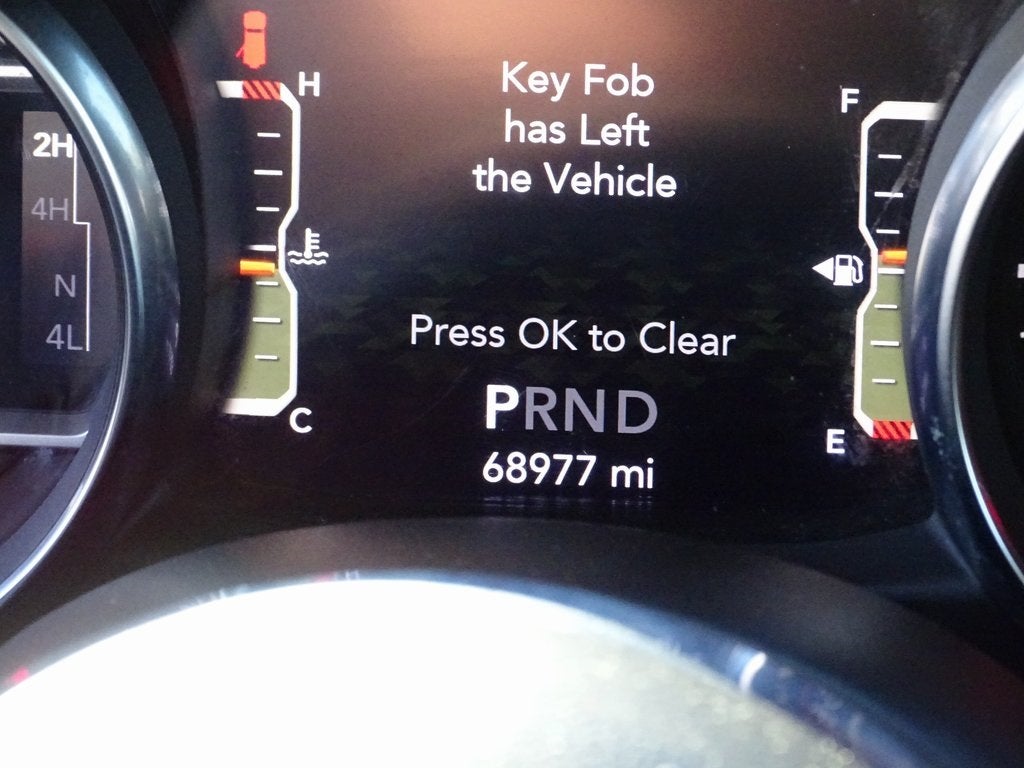 H
Key Fob
has Left
the Vehicle
F
2H
4H
N
4L
Press OK to Clear
C
PRND
E
68977 mi